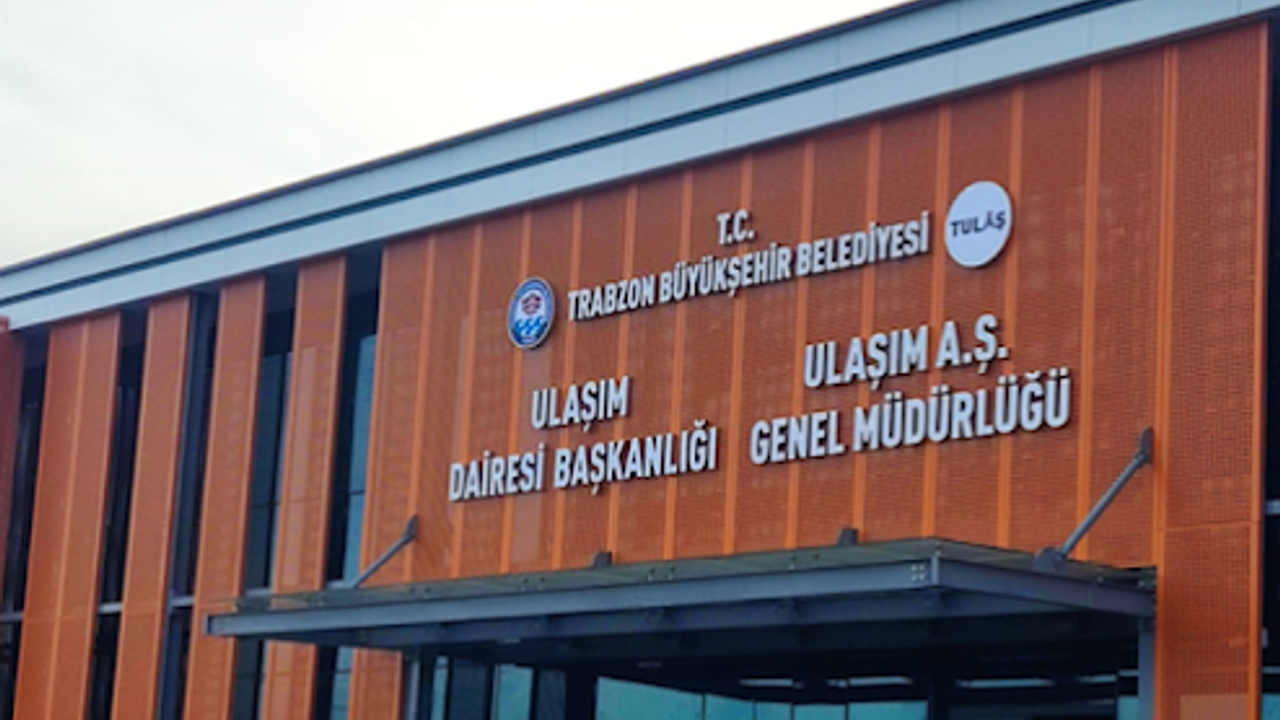 T.C.
TRABZON BÜYÜKŞEHİR BELEDİYESİ
TULAŞ
ULAŞIM
DAİRESİ BAŞKANLIĞI
ULAŞIM A.Ş.
GENEL MÜDÜRLÜĞÜ